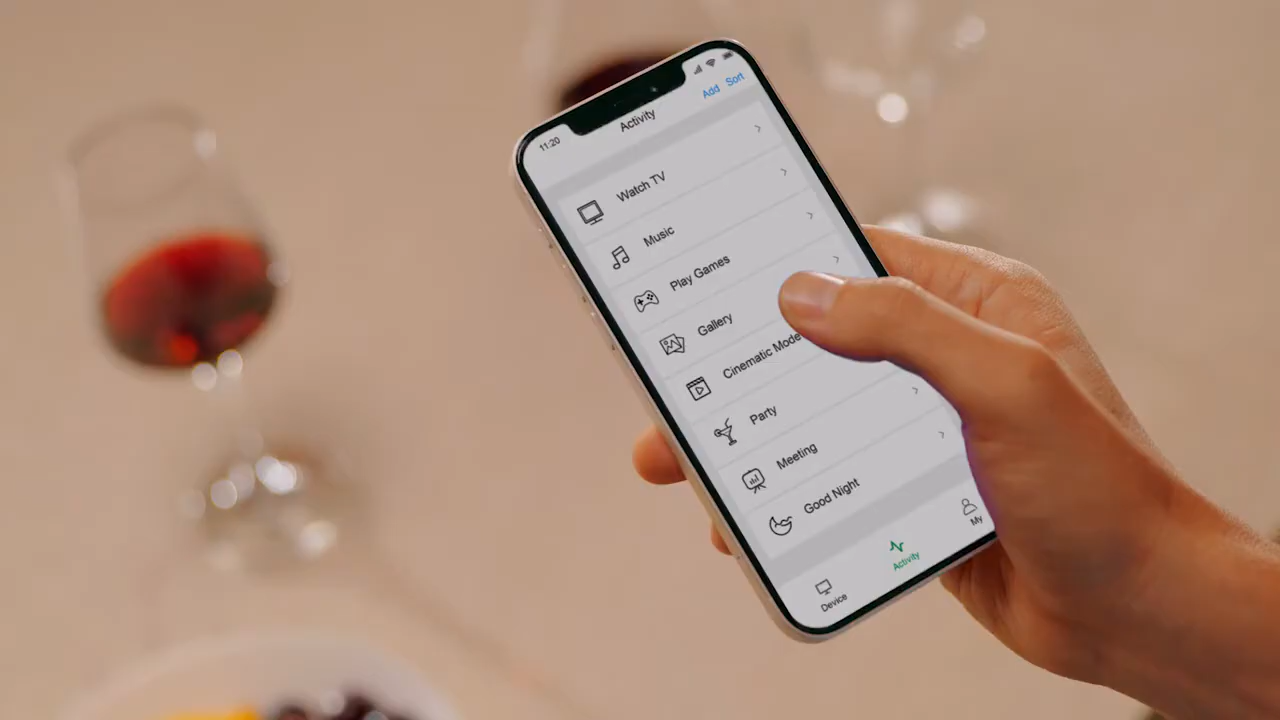 11:20
Add Sort
Activity
Watch TV
Music
Play Games
Gallery
Cinematic Mode
Party
Meeting
Good Night
Device
Activity
My